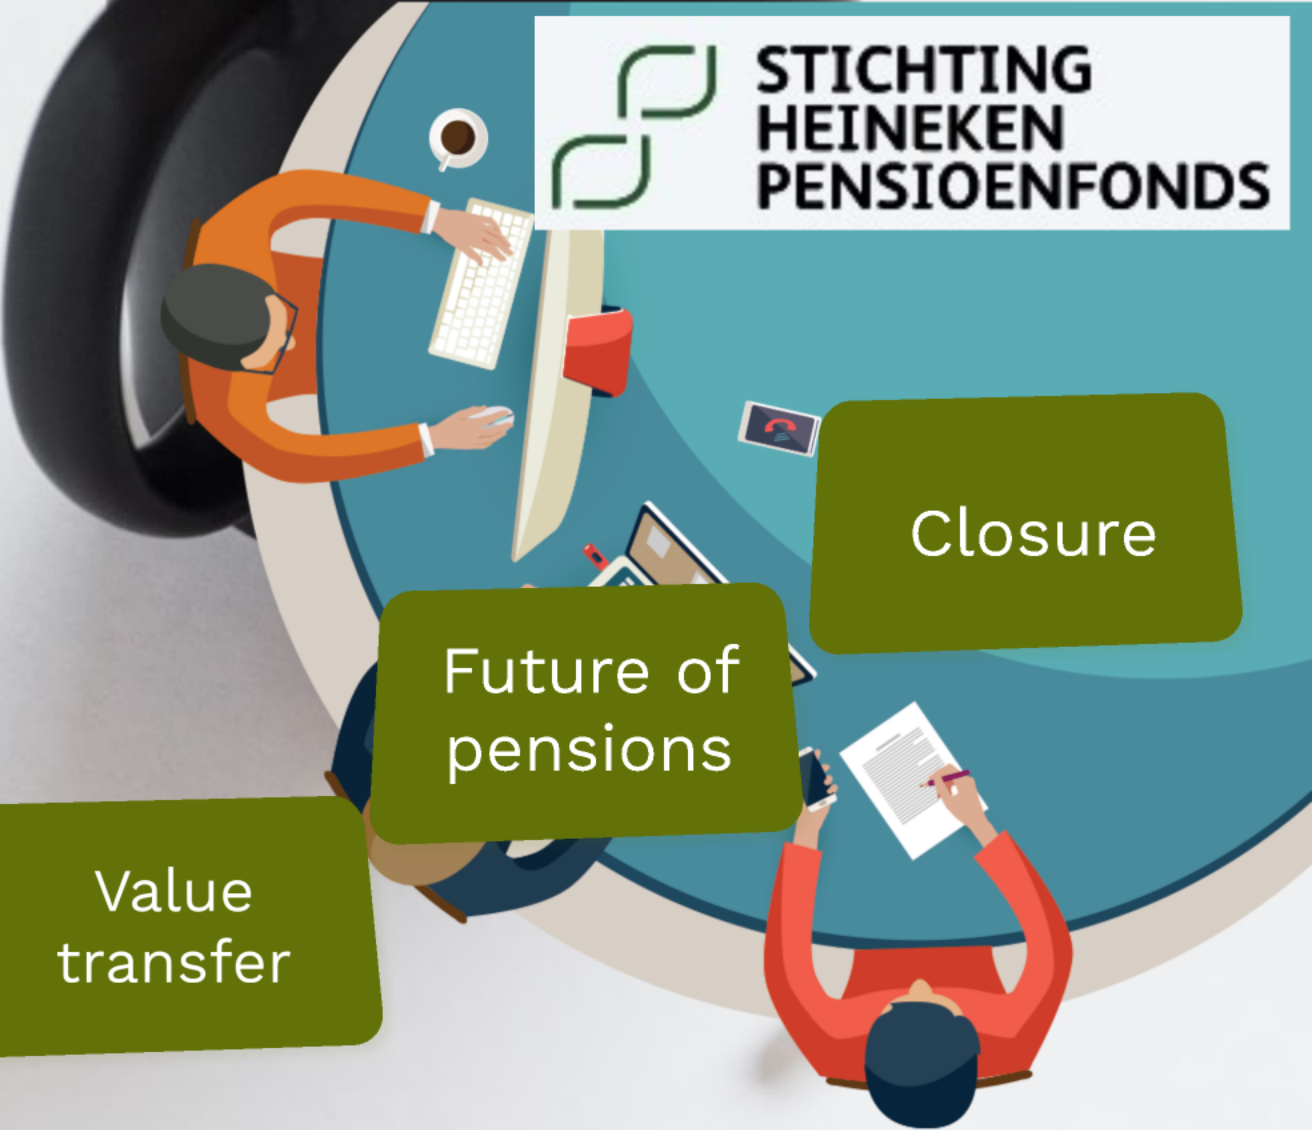 STICHTING
HEINEKEN
PENSIOENFONDS
Closure
Future of
pensions
Value
transfer